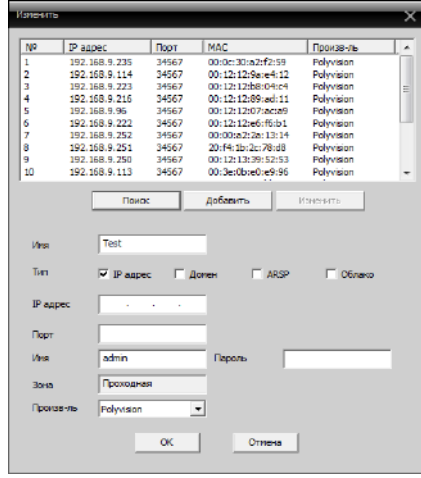 Изменить
№ IP адрес Порт MAC Произв-ль
1 192.168.9.235 34567 00:0c:30:a2:f2:59 Polyvision
2 192.168.9.114 34567 00:12:12:9a:e4:12 Polyvision
3 192.168.9.223 34567 00:12:12:b8:04:c4 Polyvision
4 192.168.9.216 34567 00:12:12:89:ad:11 Polyvision
5 192.168.9.96 34567 00:12:12:07:ac:a9 Polyvision
6 192.168.9.222 34567 00:12:12:e6:f6:b1 Polyvision
7 192.168.9.252 34567 00:00:a2:2a:13:14 Polyvision
8 192.168.9.251 34567 20:f4:1b:2c:78:d8 Polyvision
9 192.168.9.250 34567 00:12:13:39:52:53 Polyvision
10 192.168.9.113 34567 00:3e:0b:e0:e9:96 Polyvision
Поиск Добавить Изменить
Имя Test
Тип IP адрес Домен ARSP Облако
IP адрес . . .
Порт
Имя admin Пароль
Зона Проходная
Произв-ль Polyvision
OK Отмена